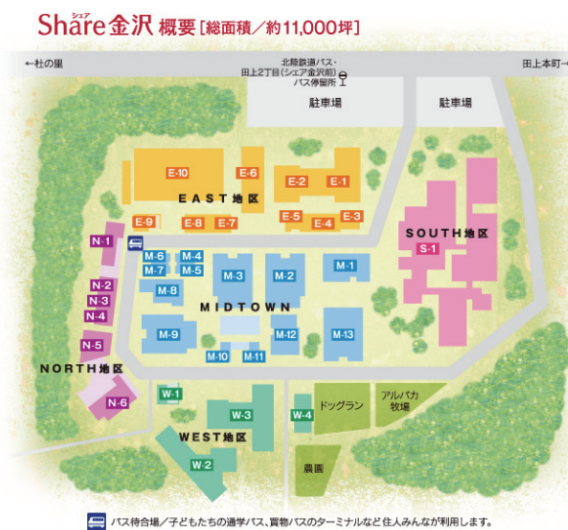 シェア
Share金沢 概要 [総面積／約11,000坪]
←杜の里
北陸鉄道バス・
田上2丁目(シェア金沢前)
バス停留所
田上本町→
駐車場
駐車場
E-10
E-6
E-2
E-1
EAST地区
E-9
E-8
E-7
E-5
E-4
E-3
SOUTH地区
S-1
N-1
N-2
N-3
N-4
N-5
N-6
NORTH地区
M-6
M-4
M-7
M-5
M-8
M-3
M-2
M-1
MIDTOWN
M-9
M-10
M-11
M-12
M-13
W-1
W-3
W-4
WEST地区
W-2
ドッグラン
アルパカ
牧場
農園
バス待合場／子どもたちの通学バス、買物バスのターミナルなど住人みんなが利用します。